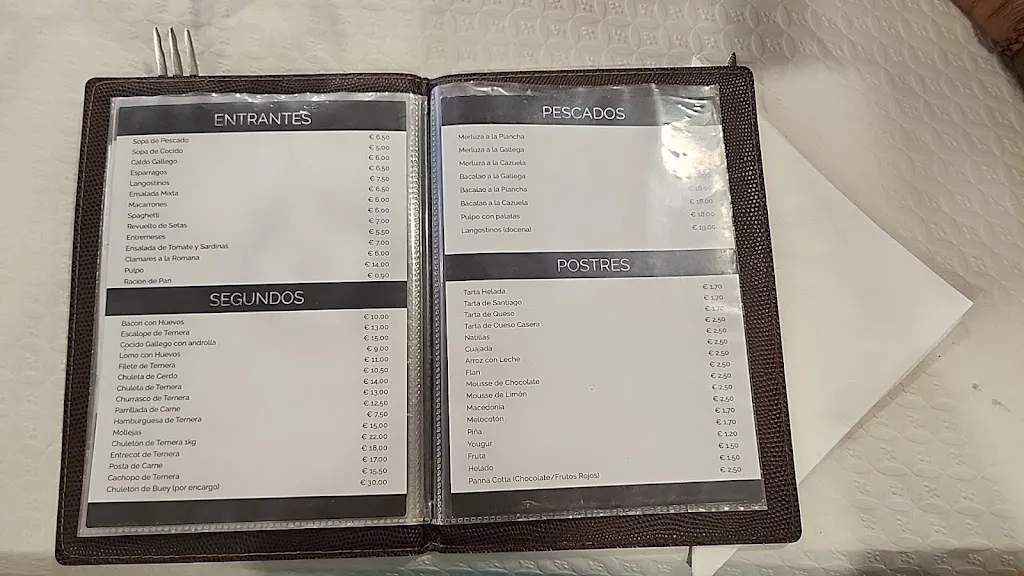 ENTRANTES
Sopa de Pescado € 6,50
Sopa de Cocido € 5,00
Caldo Gallego € 6,00
Esparragos € 6,50
Langostinos € 7,50
Ensalada Mixta € 6,50
Macarrones € 6,00
Spaghetti € 6,00
Revuelto de Setas € 7,00
Entremeses € 5,50
Ensalada de Tomate y Sardinas € 7,00
Clamares a la Romana € 6,00
Pulpo € 14,00
Ración de Pan € 0,90
SEGUNDOS
Bacon con Huevos € 10,00
Escalope de Ternera € 13,00
Cocido Gallego con androlla € 15,00
Lomo con Huevos € 9,00
Filete de Ternera € 11,00
Chuleta de Cerdo € 10,50
Chuleta de Ternera € 14,00
Churrasco de Ternera € 13,00
Parrillada de Carne € 12,50
Hamburguesa de Ternera € 7,50
Mollejas € 15,00
Chuletón de Ternera 1kg € 22,00
Entrecot de Ternera € 18,00
Posta de Carne € 17,00
Cachopo de Ternera € 15,50
Chuletón de Buey (por encargo) € 30,00
PESCADOS
Merluza a la Plancha
Merluza a la Gallega
Merluza a la Cazuela
Bacalao a la Gallega
Bacalao a la Plancha € 18,00
Bacalao a la Cazuela € 18,00
Pulpo con patatas € 18,00
Langostinos (docena) € 19,00
POSTRES
Tarta Helada € 1,70
Tarta de Santiago € 1,70
Tarta de Queso € 1,70
Tarta de Queso Casera € 2,50
Natillas € 2,50
Cuajada € 2,50
Arroz con Leche € 2,50
Flan € 2,50
Mousse de Chocolate € 2,50
Mousse de Limón € 2,50
Macedonia € 2,50
Melocotón € 1,70
Piña € 1,70
Yougur € 1,20
Fruta € 1,50
Helado € 1,50
Panna Cotta (Chocolate/Frutos Rojos) € 2,50